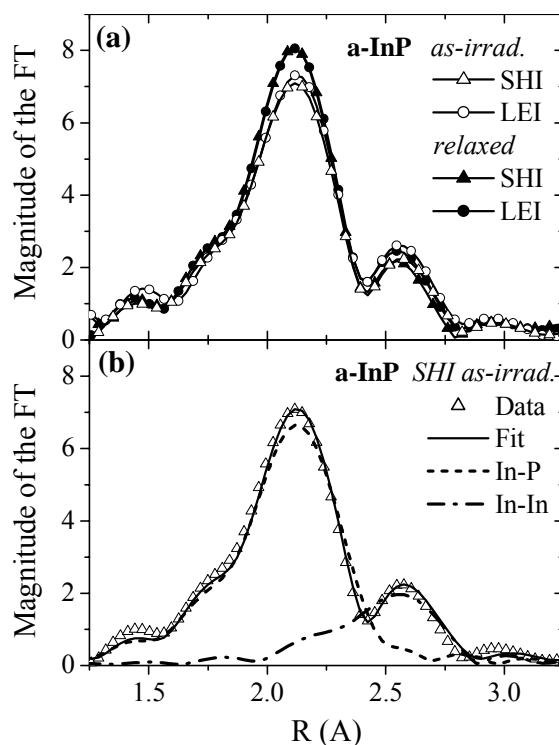 (a) a-InP as-irrad.
SHI
LEI
relaxed
SHI
LEI
8
6
4
2
0
Magnitude of the FT
(b) a-InP SHI as-irrad.
Data
Fit
In-P
In-In
8
6
4
2
0
Magnitude of the FT
1.5 2.0 2.5 3.0
R (A)